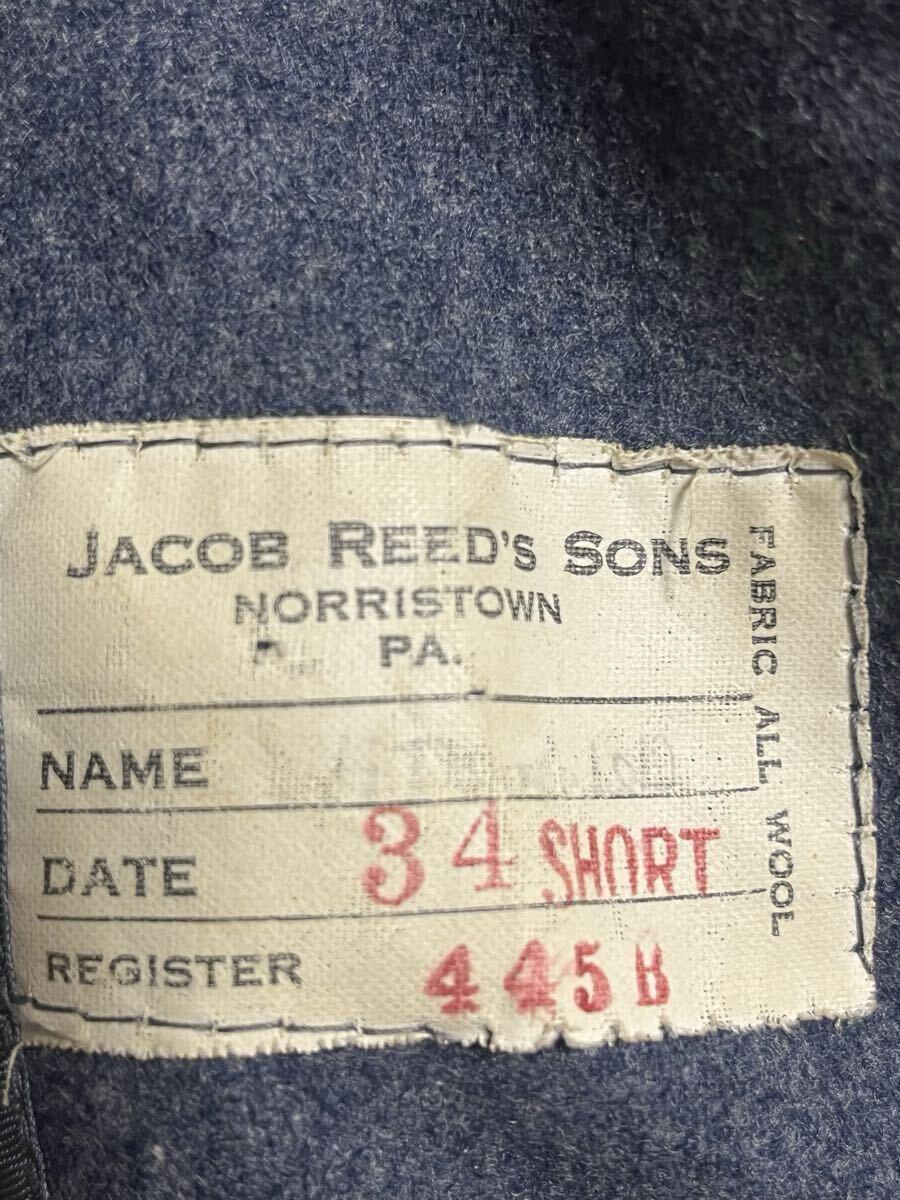 JACOB REED'S SONS
NORRISTOWN
PA.
NAME
DATE 34 SHORT
REGISTER 445B
FABRIC ALL WOOL